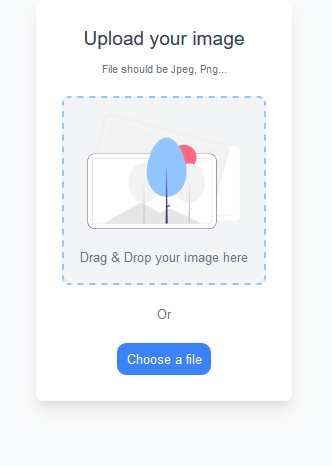 Upload your image
File should be Jpeg, Png...
Drag & Drop your image here
Or
Choose a file